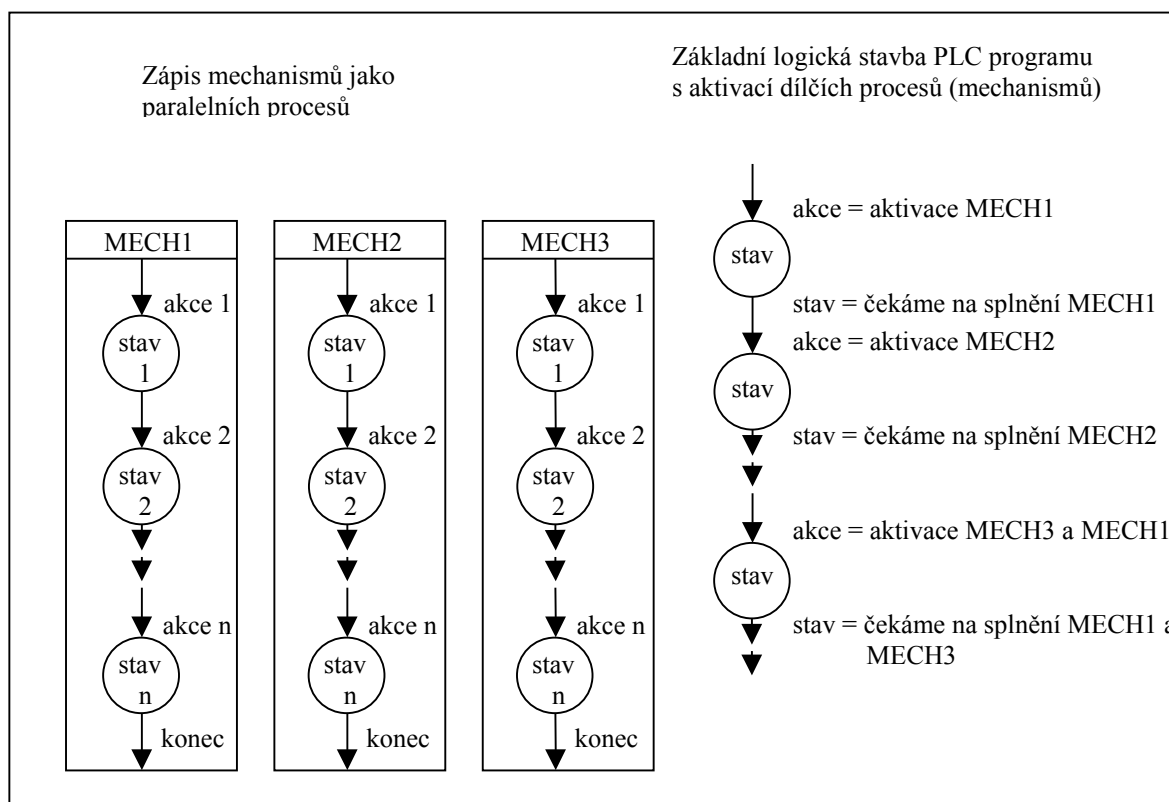 Zápis mechanismů jako
paralelních procesů
Základní logická stavba PLC programu
s aktivací dílčích procesů (mechanismů)
MECH1
akce 1
stav
1
akce 2
stav
2
akce n
stav
n
konec
MECH2
akce 1
stav
1
akce 2
stav
2
akce n
stav
n
konec
MECH3
akce 1
stav
1
akce 2
stav
2
akce n
stav
n
konec
akce = aktivace MECH1
stav
stav = čekáme na splnění MECH1
akce = aktivace MECH2
stav
stav = čekáme na splnění MECH2
akce = aktivace MECH3 a MECH1
stav
stav = čekáme na splnění MECH1 a
MECH3